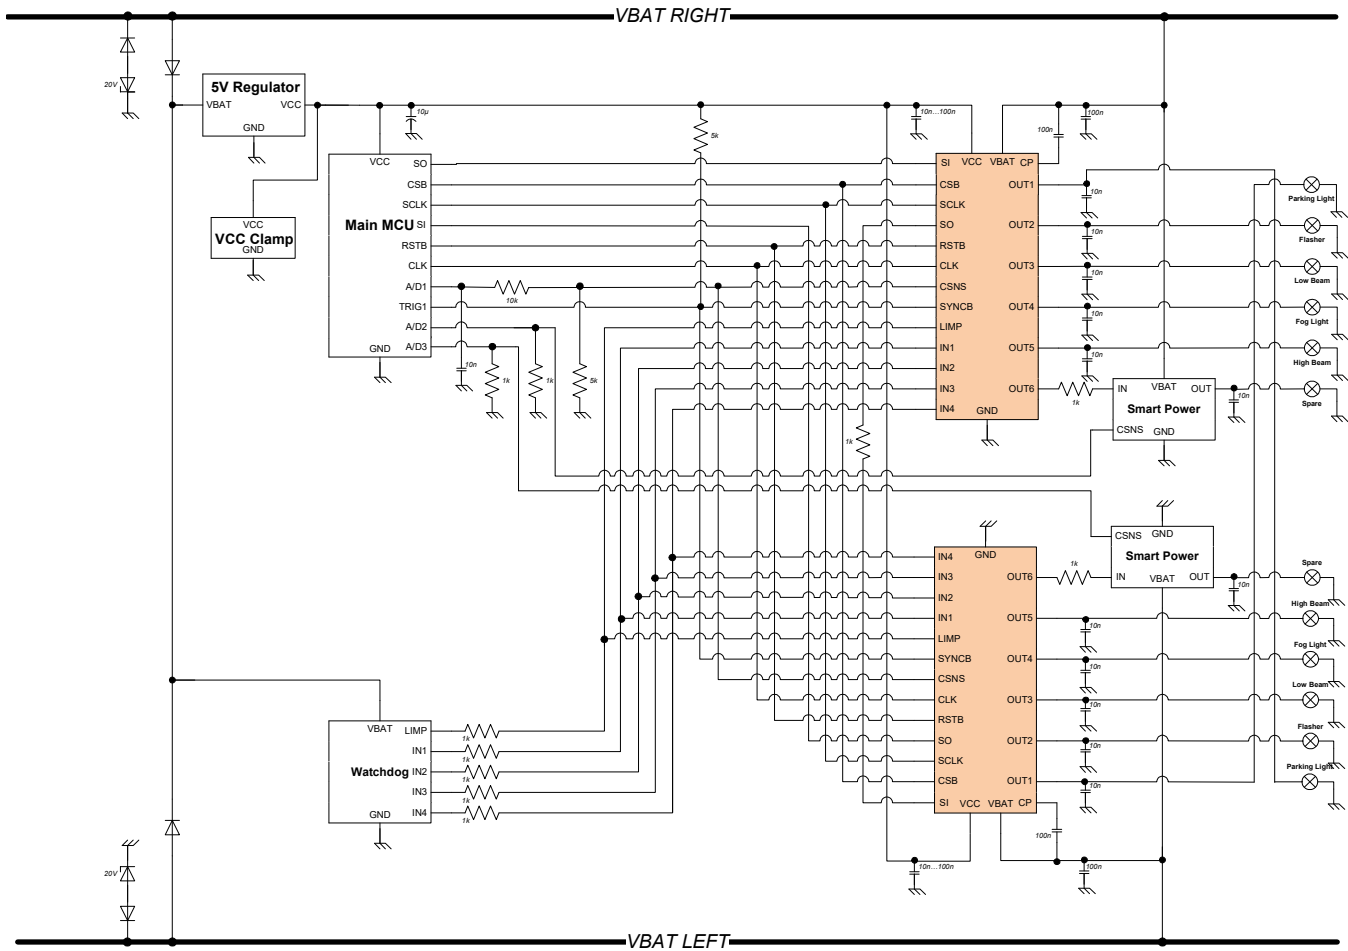 VBAT RIGHT
20V
5V Regulator
VBAT
VCC
GND
VCC
VCC Clamp
GND
10µ
5k
10n...100n
100n
100n
VCC
Main MCU
SO
CSB
SCLK
SI
RSTB
CLK
A/D1
TRIG1
A/D2
A/D3
GND
10k
10n
1k
1k
5k
SI
VCC
VBAT
CP
CSB
SCLK
SO
RSTB
CLK
CSNS
SYNCB
LIMP
IN1
IN2
IN3
IN4
GND
OUT1
OUT2
OUT3
OUT4
OUT5
OUT6
10n
10n
10n
10n
10n
1k
1k
IN
VBAT
OUT
Smart Power
CSNS
GND
10n
Parking Light
Flasher
Low Beam
Fog Light
High Beam
Spare
CSNS
GND
Smart Power
IN
VBAT
OUT
10n
1k
GND
IN4
IN3
IN2
IN1
LIMP
SYNCB
CSNS
CLK
RSTB
SO
SCLK
CSB
SI
VCC
VBAT
CP
OUT6
OUT5
OUT4
OUT3
OUT2
OUT1
10n
10n
10n
10n
10n
Spare
High Beam
Fog Light
Low Beam
Flasher
Parking Light
VBAT
Watchdog
LIMP
IN1
IN2
IN3
IN4
GND
1k
1k
1k
1k
1k
20V
100n
10n...100n
100n
VBAT LEFT